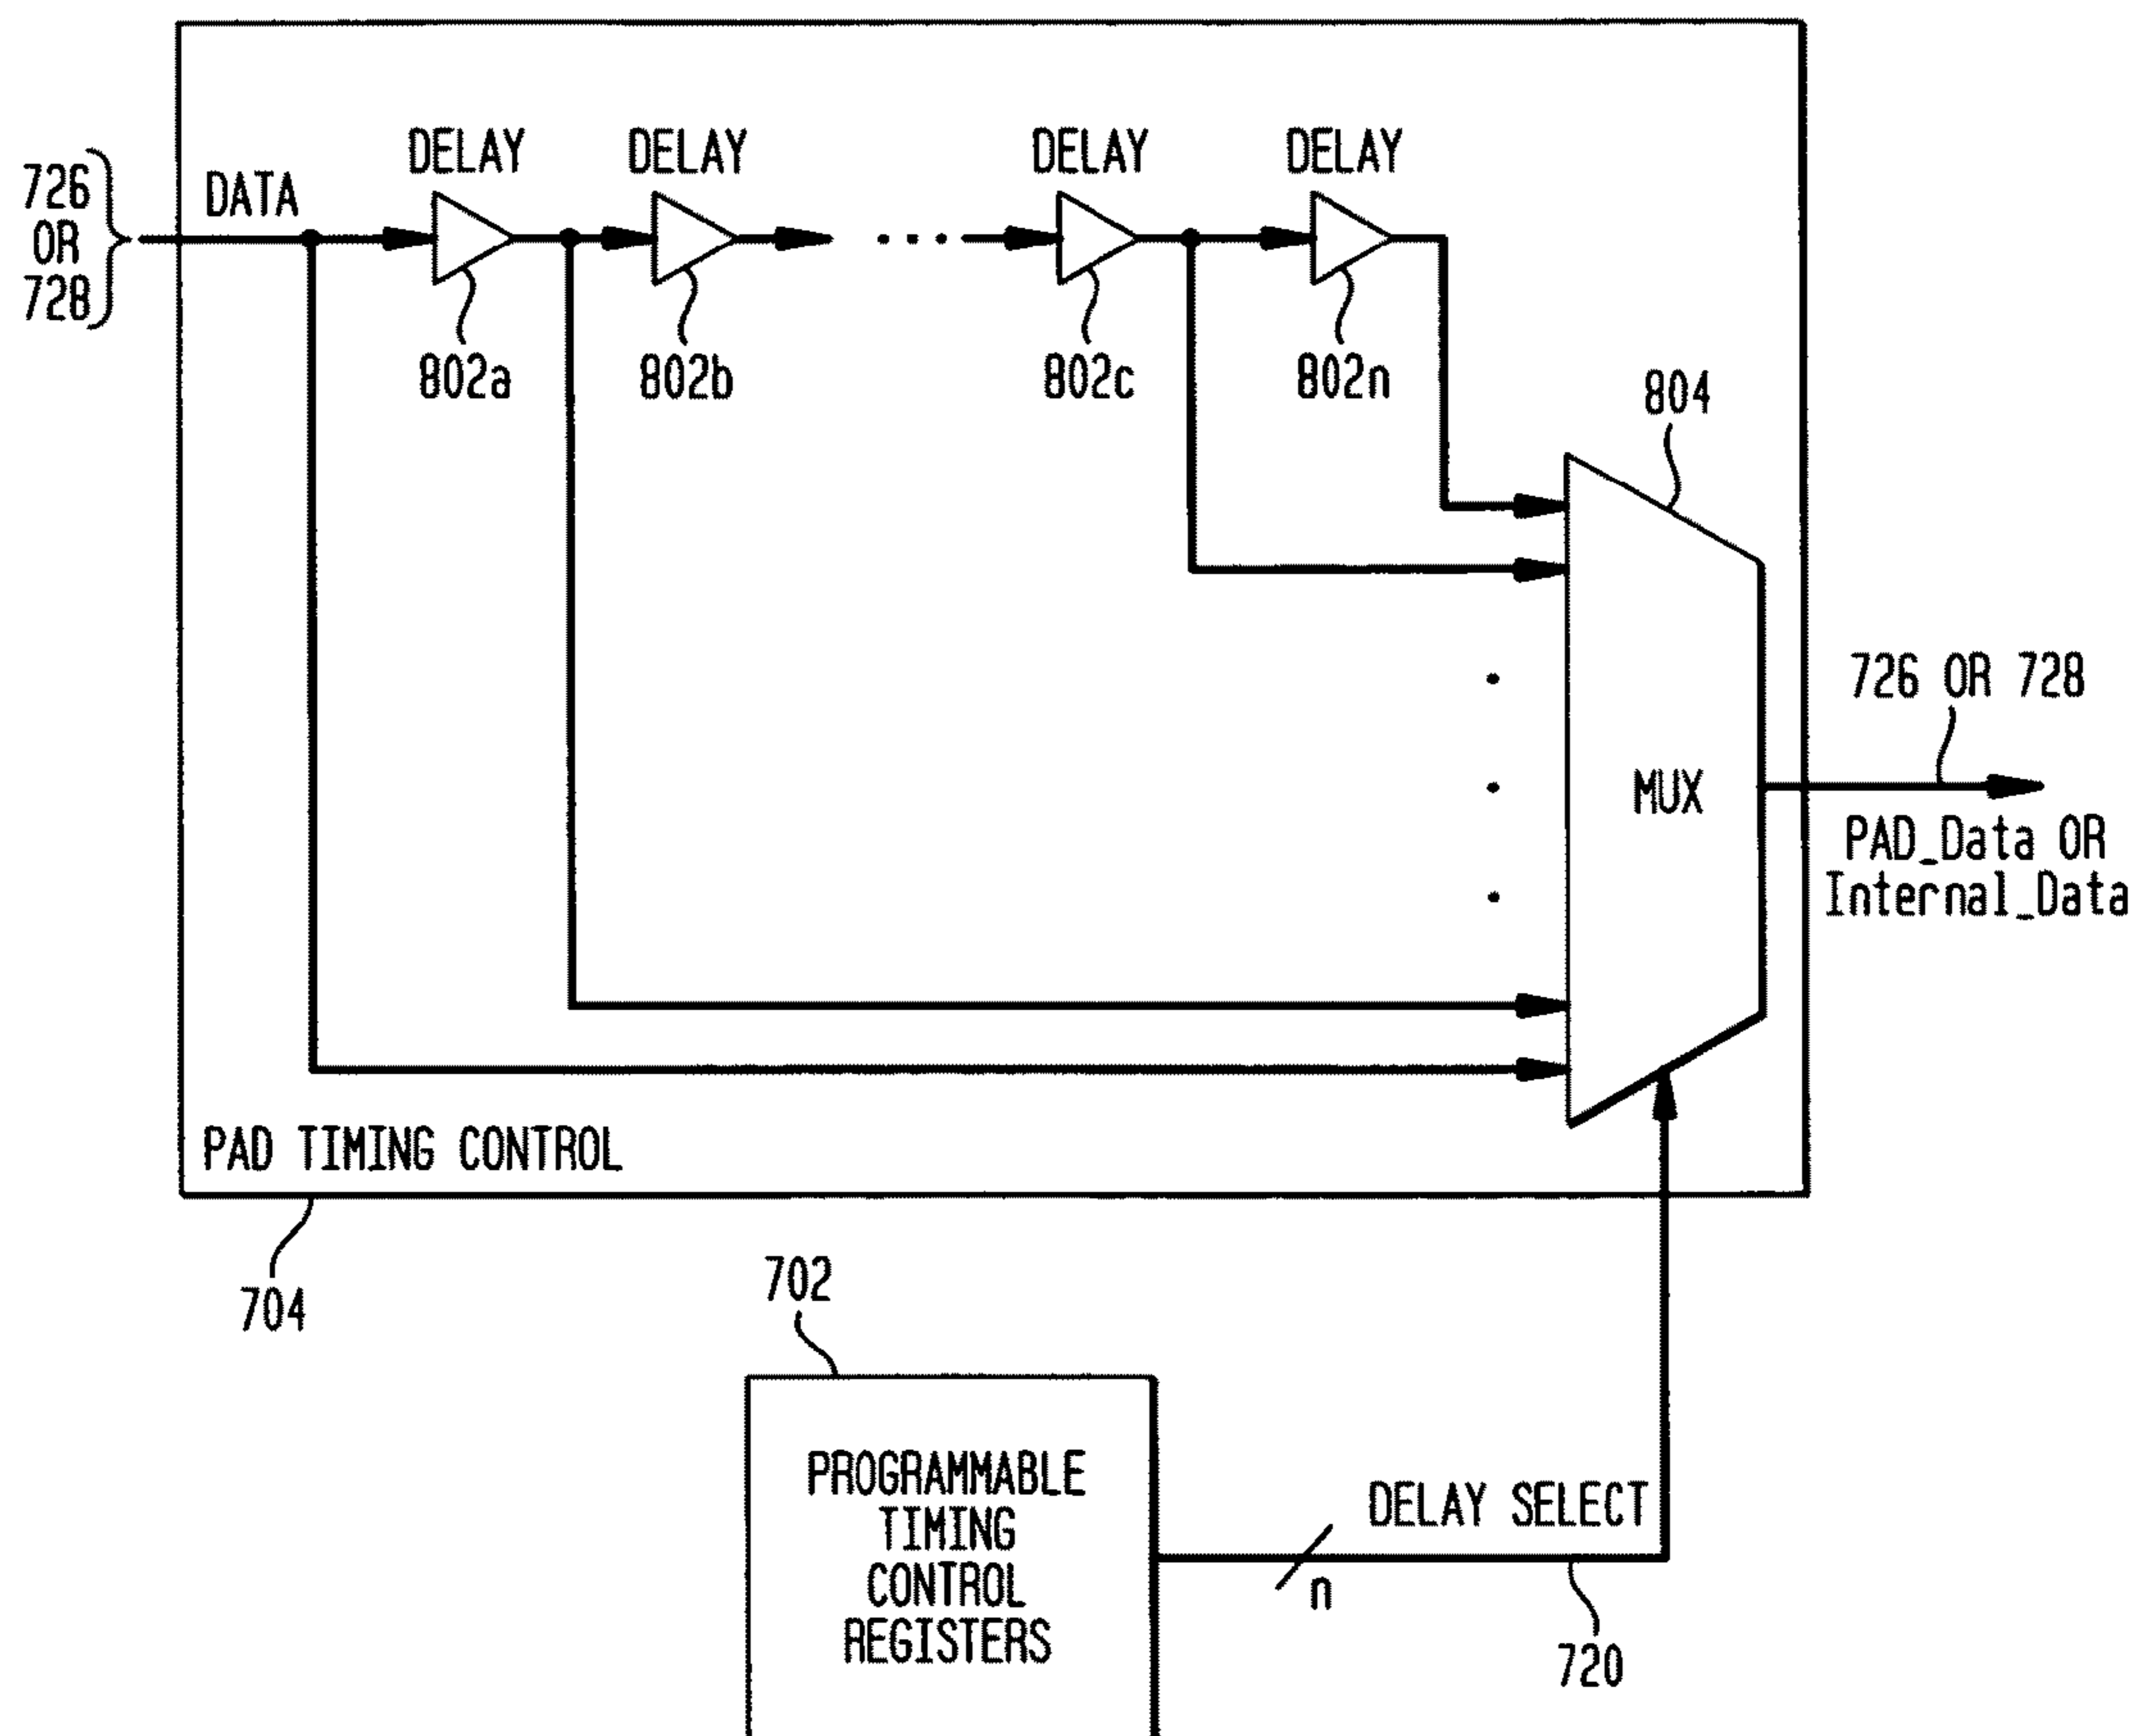 DELAY DELAY DELAY DELAY
726
OR
728
DATA
802a 802b 802c 802n
804
726 OR 728
MUX
PAD_Data OR
Internal_Data
PAD TIMING CONTROL
704
702
PROGRAMMABLE
TIMING
CONTROL
REGISTERS
DELAY SELECT
n
720